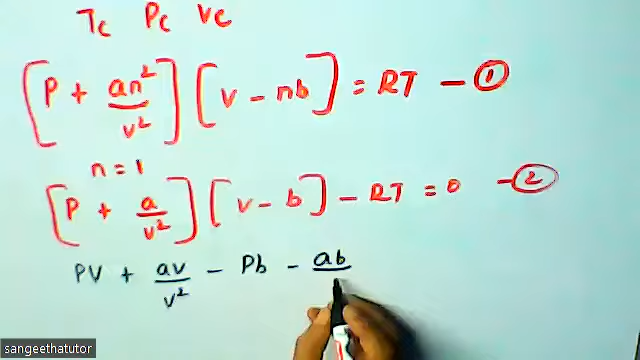 Tc Pc Vc
[P + an²/v²] [v - nb] = RT - ①
n = 1
[P + a/v²] [v - b] - RT = 0 - ②
PV + av/v² - Pb - ab
sangeethatutor